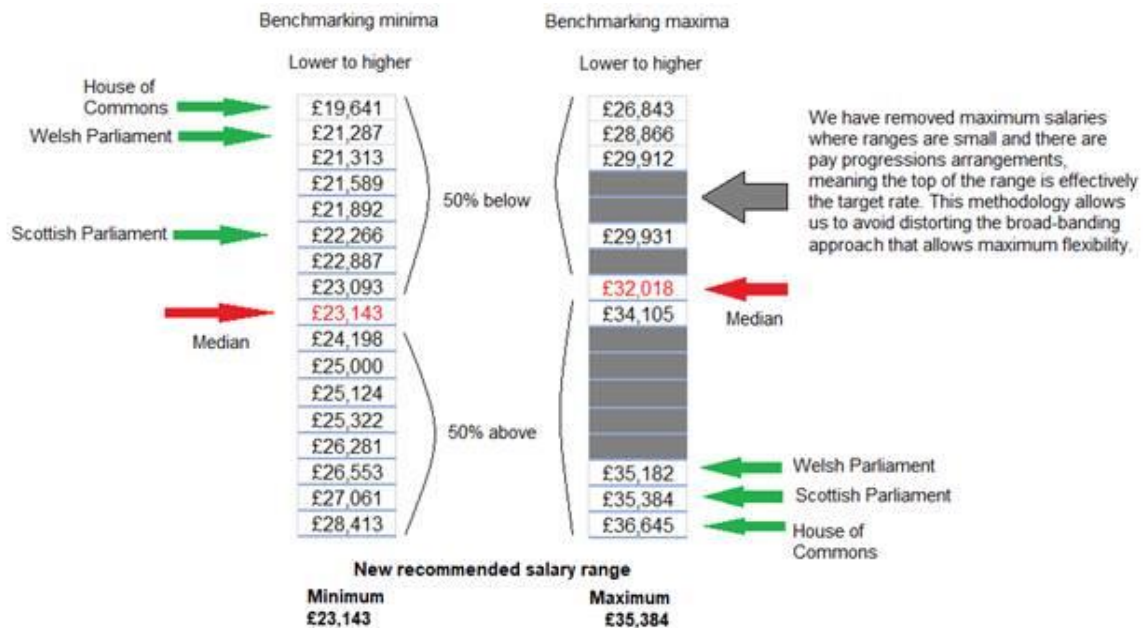 Benchmarking minima
Benchmarking maxima
Lower to higher
Lower to higher
House of
Commons
Welsh Parliament
Scottish Parliament
Median
£19,641
£21,287
£21,313
£21,589
£21,892
£22,266
£22,887
£23,093
£23,143
£24,198
£25,000
£25,124
£25,322
£26,281
£26,553
£27,061
£28,413
50% below
50% above
£26,843
£28,866
£29,912
£29,931
£32,018
£34,105
£35,182
£35,384
£36,645
We have removed maximum salaries
where ranges are small and there are
pay progressions arrangements,
meaning the top of the range is effectively
the target rate. This methodology allows
us to avoid distorting the broad-banding
approach that allows maximum flexibility.
Median
Welsh Parliament
Scottish Parliament
House of
Commons
New recommended salary range
Minimum
£23,143
Maximum
£35,384